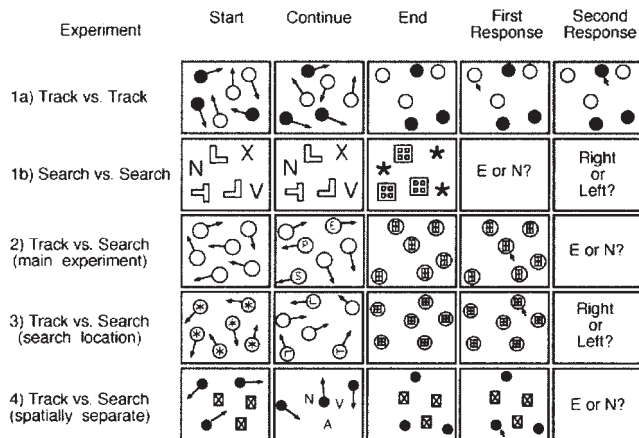 Experiment
Start
Continue
End
First
Response
Second
Response
1a) Track vs. Track
1b) Search vs. Search
X
N
V
X
N
V
E or N?
Right
or
Left?
2) Track vs. Search
(main experiment)
E
P
S
E or N?
3) Track vs. Search
(search location)
Right
or
Left?
4) Track vs. Search
(spatially separate)
N
V
A
E or N?